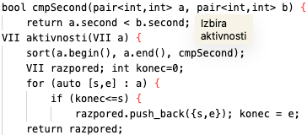 bool cmpSecond(pair<int,int> a, pair<int,int> b) {
    return a.second < b.second;
Izbira
aktivnosti
VII aktivnosti(VII a) {
    sort(a.begin(), a.end(), cmpSecond);
    VII razpored; int konec=0;
    for (auto [s,e] : a) {
        if (konec<=s) {
            razpored.push_back({s,e}); konec = e;
    return razpored;